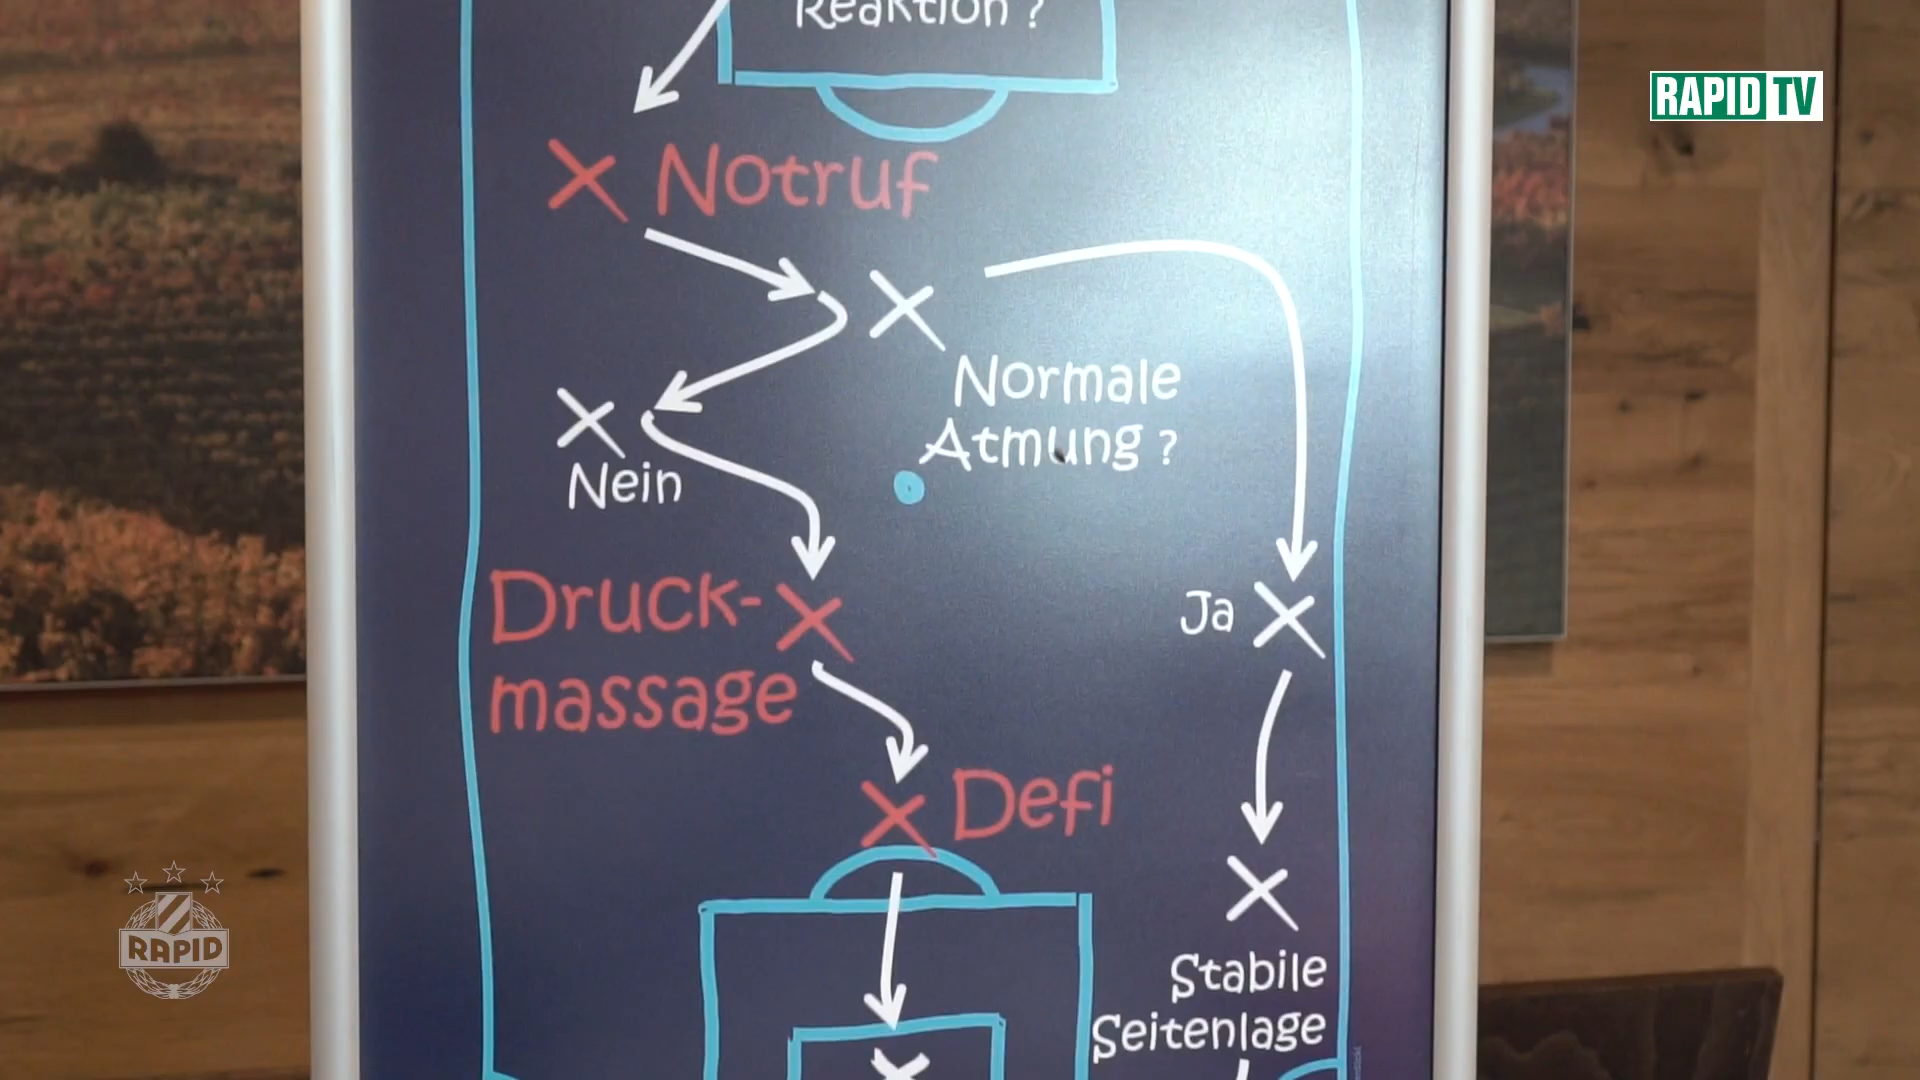 Reaktion ?
RAPID TV
Notruf
Normale
Atmung ?
Nein
Druck-
massage
Ja
Defi
Stabile
Seitenlage
RAPID